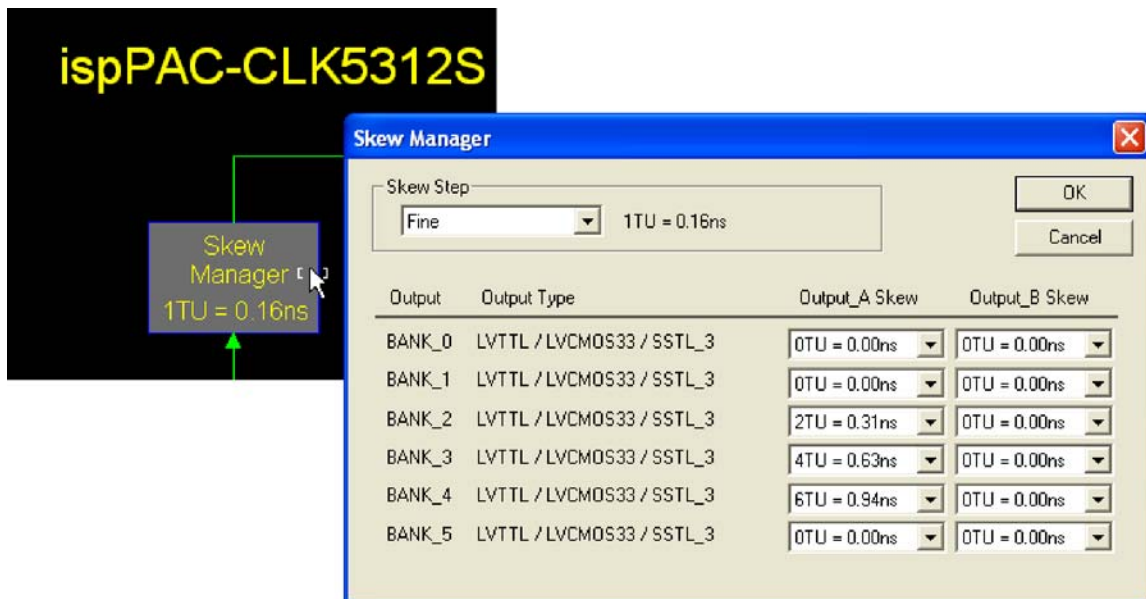 ispPAC-CLK5312S
Skew
Manager
1TU = 0.16ns
Skew Manager
Skew Step
Fine 1TU = 0.16ns
OK
Cancel
Output Output Type Output_A Skew Output_B Skew
BANK_0 LVTTL / LVCMOS33 / SSTL_3 0TU = 0.00ns 0TU = 0.00ns
BANK_1 LVTTL / LVCMOS33 / SSTL_3 0TU = 0.00ns 0TU = 0.00ns
BANK_2 LVTTL / LVCMOS33 / SSTL_3 2TU = 0.31ns 0TU = 0.00ns
BANK_3 LVTTL / LVCMOS33 / SSTL_3 4TU = 0.63ns 0TU = 0.00ns
BANK_4 LVTTL / LVCMOS33 / SSTL_3 6TU = 0.94ns 0TU = 0.00ns
BANK_5 LVTTL / LVCMOS33 / SSTL_3 0TU = 0.00ns 0TU = 0.00ns